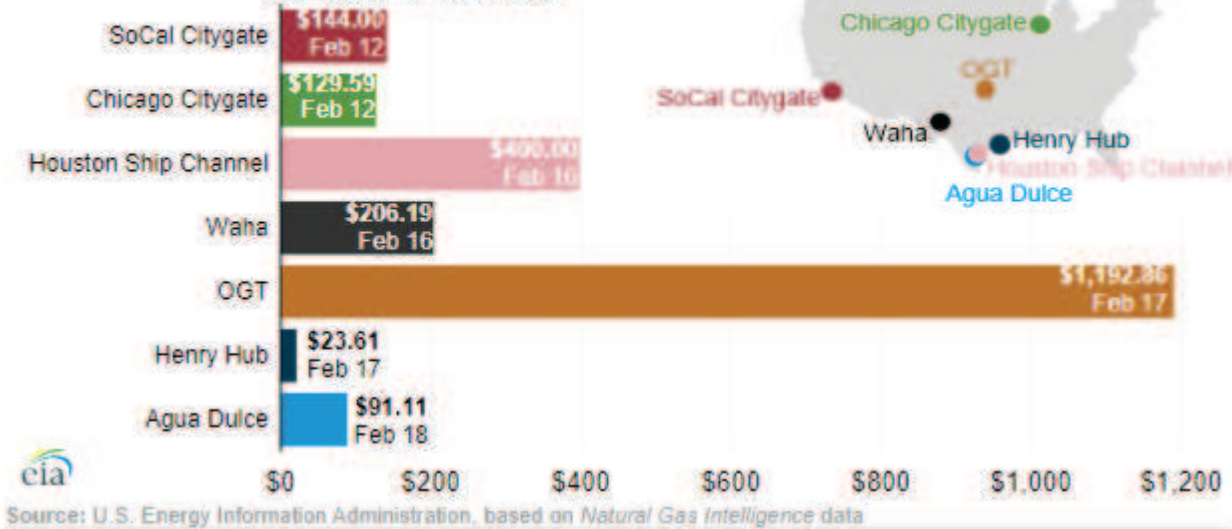 SoCal Citygate
$144.00
Feb 12
Chicago Citygate
$129.59
Feb 12
Houston Ship Channel
$400.00
Feb 16
Waha
$206.19
Feb 16
OGT
$1,192.86
Feb 17
Henry Hub
$23.61
Feb 17
Agua Dulce
$91.11
Feb 18
$0 $200 $400 $600 $800 $1,000 $1,200
Chicago Citygate
OGT
SoCal Citygate
Waha
Henry Hub
Houston Ship Channel
Agua Dulce
eia
Source: U.S. Energy Information Administration, based on Natural Gas Intelligence data